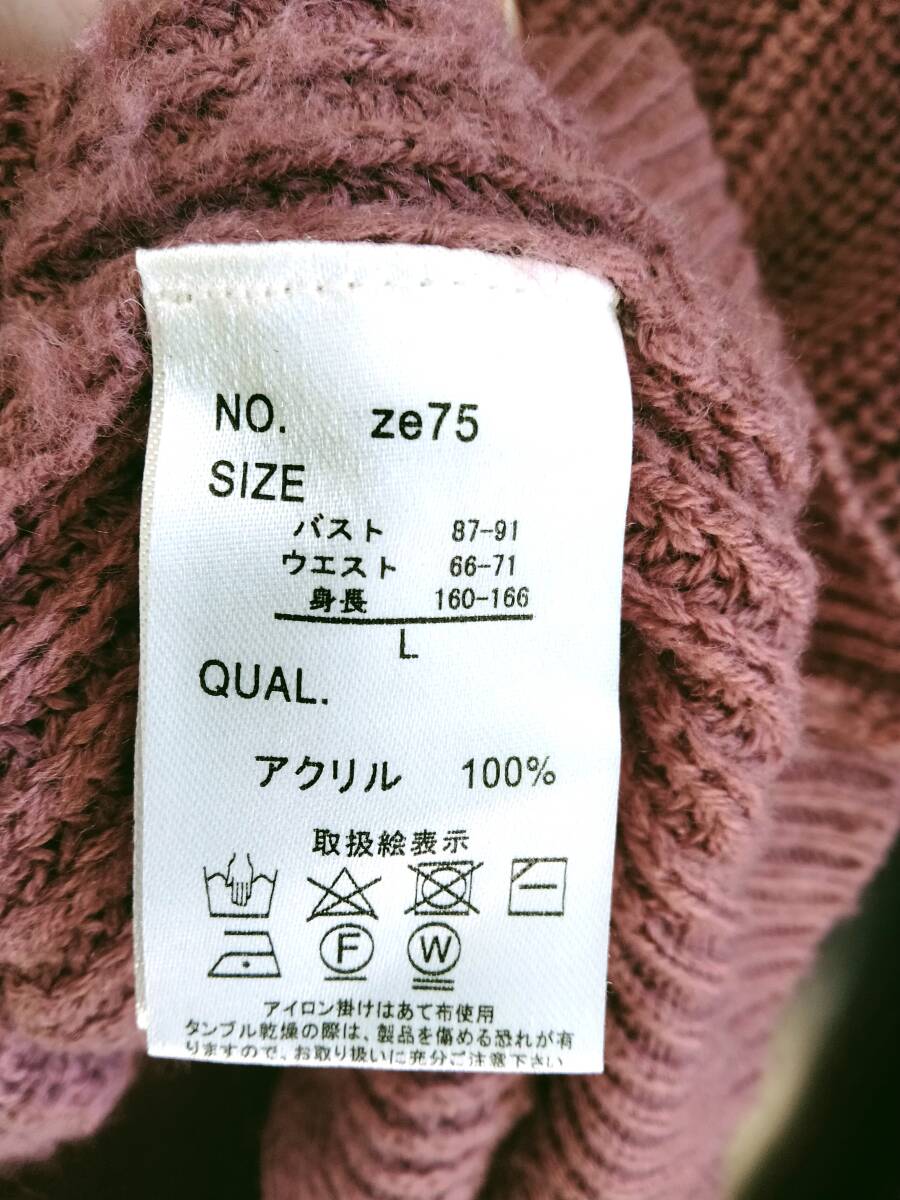 NO. ze75
SIZE
バスト 87-91
ウエスト 66-71
身長 160-166
L
QUAL.
アクリル 100%
取扱絵表示
F W
アイロン掛けはあて布使用
タンブル乾燥の際は、製品を傷める恐れが有
りますので、お取り扱いに充分ご注意下さい